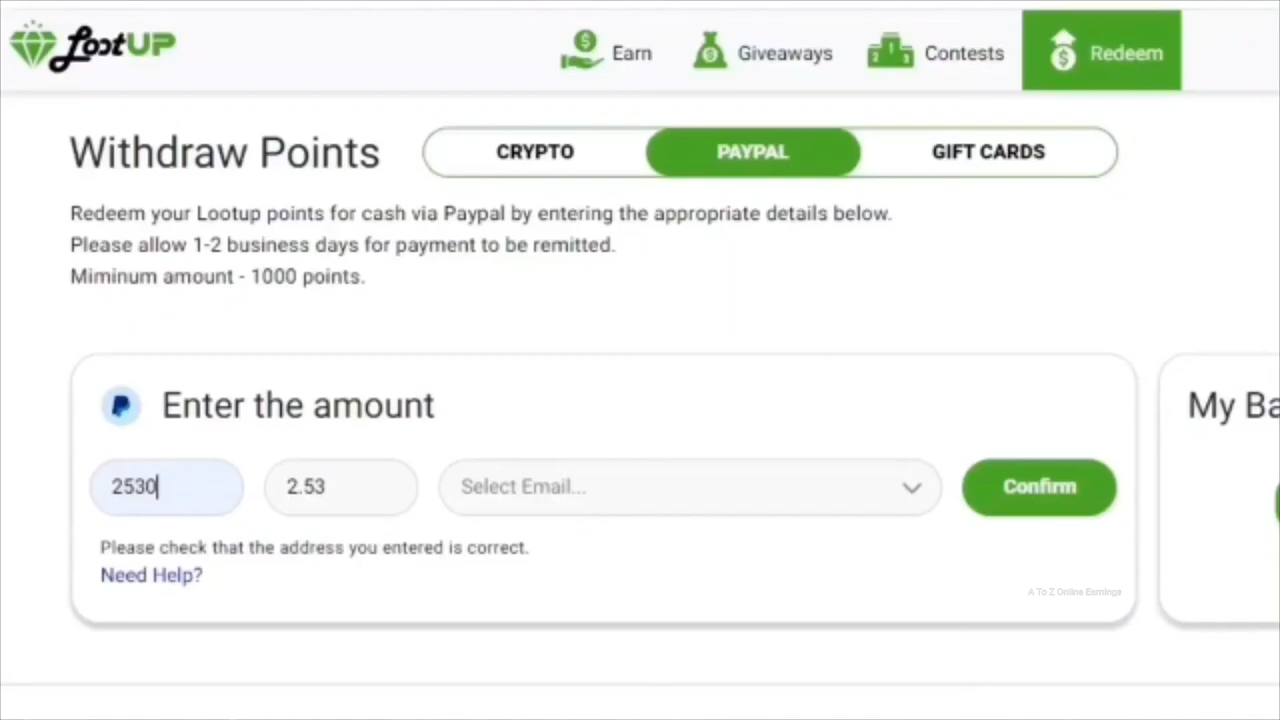 LootUP
Earn
Giveaways
Contests
Redeem
Withdraw Points
CRYPTO
PAYPAL
GIFT CARDS
Redeem your Lootup points for cash via Paypal by entering the appropriate details below.
Please allow 1-2 business days for payment to be remitted.
Miminum amount - 1000 points.
Enter the amount
My Ba
2530
2.53
Select Email...
Confirm
Please check that the address you entered is correct.
Need Help?
A To Z Online Earnings